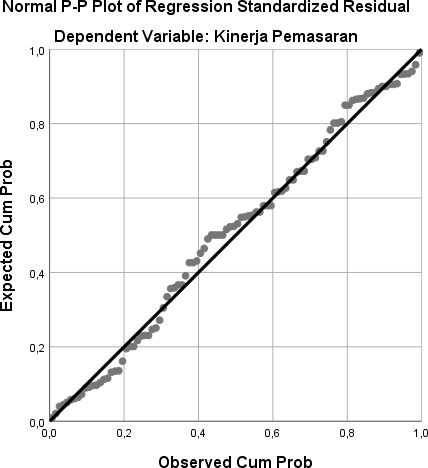 Normal P-P Plot of Regression Standardized Residual
Dependent Variable: Kinerja Pemasaran
1,0
0,8
0,6
0,4
0,2
0,0
Expected Cum Prob
0,0 0,2 0,4 0,6 0,8 1,0
Observed Cum Prob